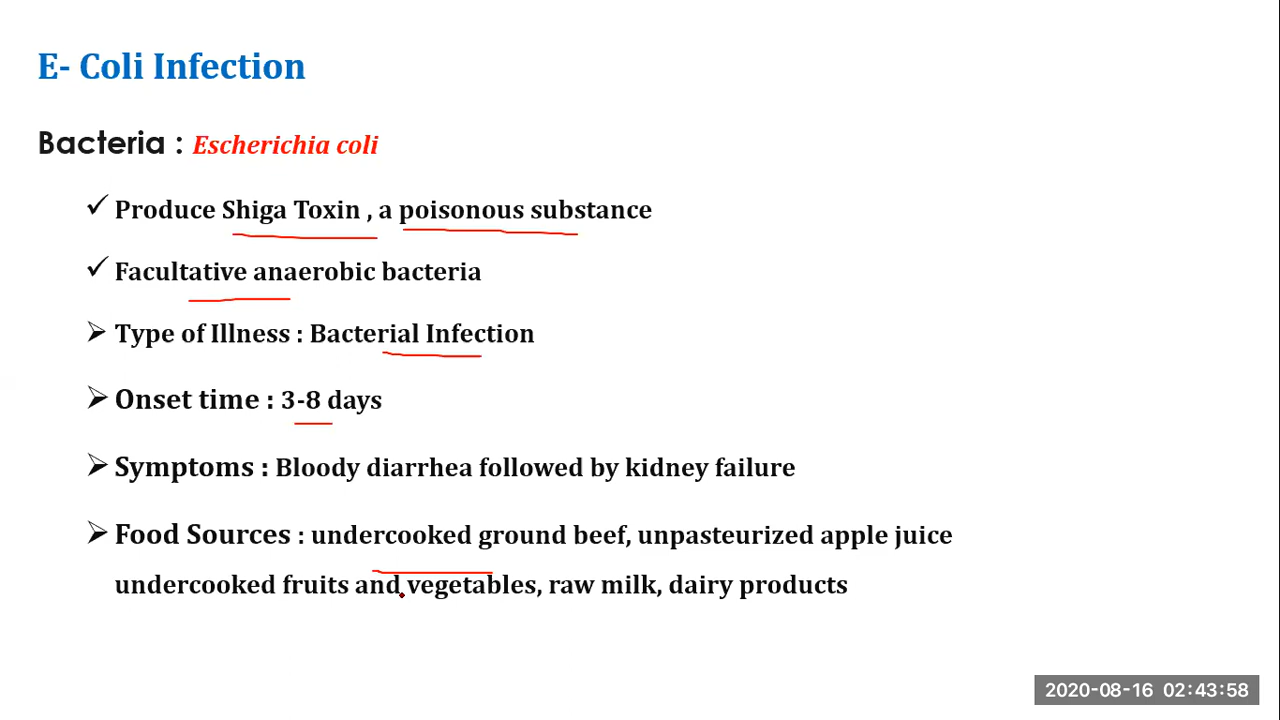 E- Coli Infection
Bacteria : Escherichia coli
✓ Produce Shiga Toxin , a poisonous substance
✓ Facultative anaerobic bacteria
➢ Type of Illness : Bacterial Infection
➢ Onset time : 3-8 days
➢ Symptoms : Bloody diarrhea followed by kidney failure
➢ Food Sources : undercooked ground beef, unpasteurized apple juice
undercooked fruits and vegetables, raw milk, dairy products
2020-08-16 02:43:58